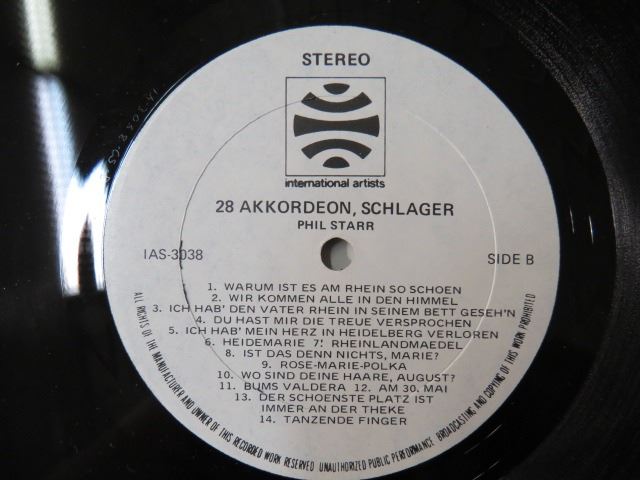 STEREO
international artists
28 AKKORDEON, SCHLAGER
PHIL STARR
IAS-3038
SIDE B
1. WARUM IST ES AM RHEIN SO SCHOEN
2. WIR KOMMEN ALLE IN DEN HIMMEL
3. ICH HAB' DEN VATER RHEIN IN SEINEM BETT GESEH'N
4. DU HAST MIR DIE TREUE VERSPROCHEN
5. ICH HAB' MEIN HERZ IN HEIDELBERG VERLOREN
6. HEIDEMARIE 7. RHEINLANDMAEDEL
8. IST DAS DENN NICHTS, MARIE?
9. ROSE-MARIE-POLKA
10. WO SIND DEINE HAARE, AUGUST?
11. BUMS VALDERA 12. AM 30. MAI
13. DER SCHOENSTE PLATZ IST
IMMER AN DER THEKE
14. TANZENDE FINGER
ALL RIGHTS OF THE MANUFACTURER AND OWNER OF THIS RECORDED WORK RESERVED UNAUTHORIZED PUBLIC PERFORMANCE BROADCASTING AND COPYING OF THIS WORK PROHIBITED